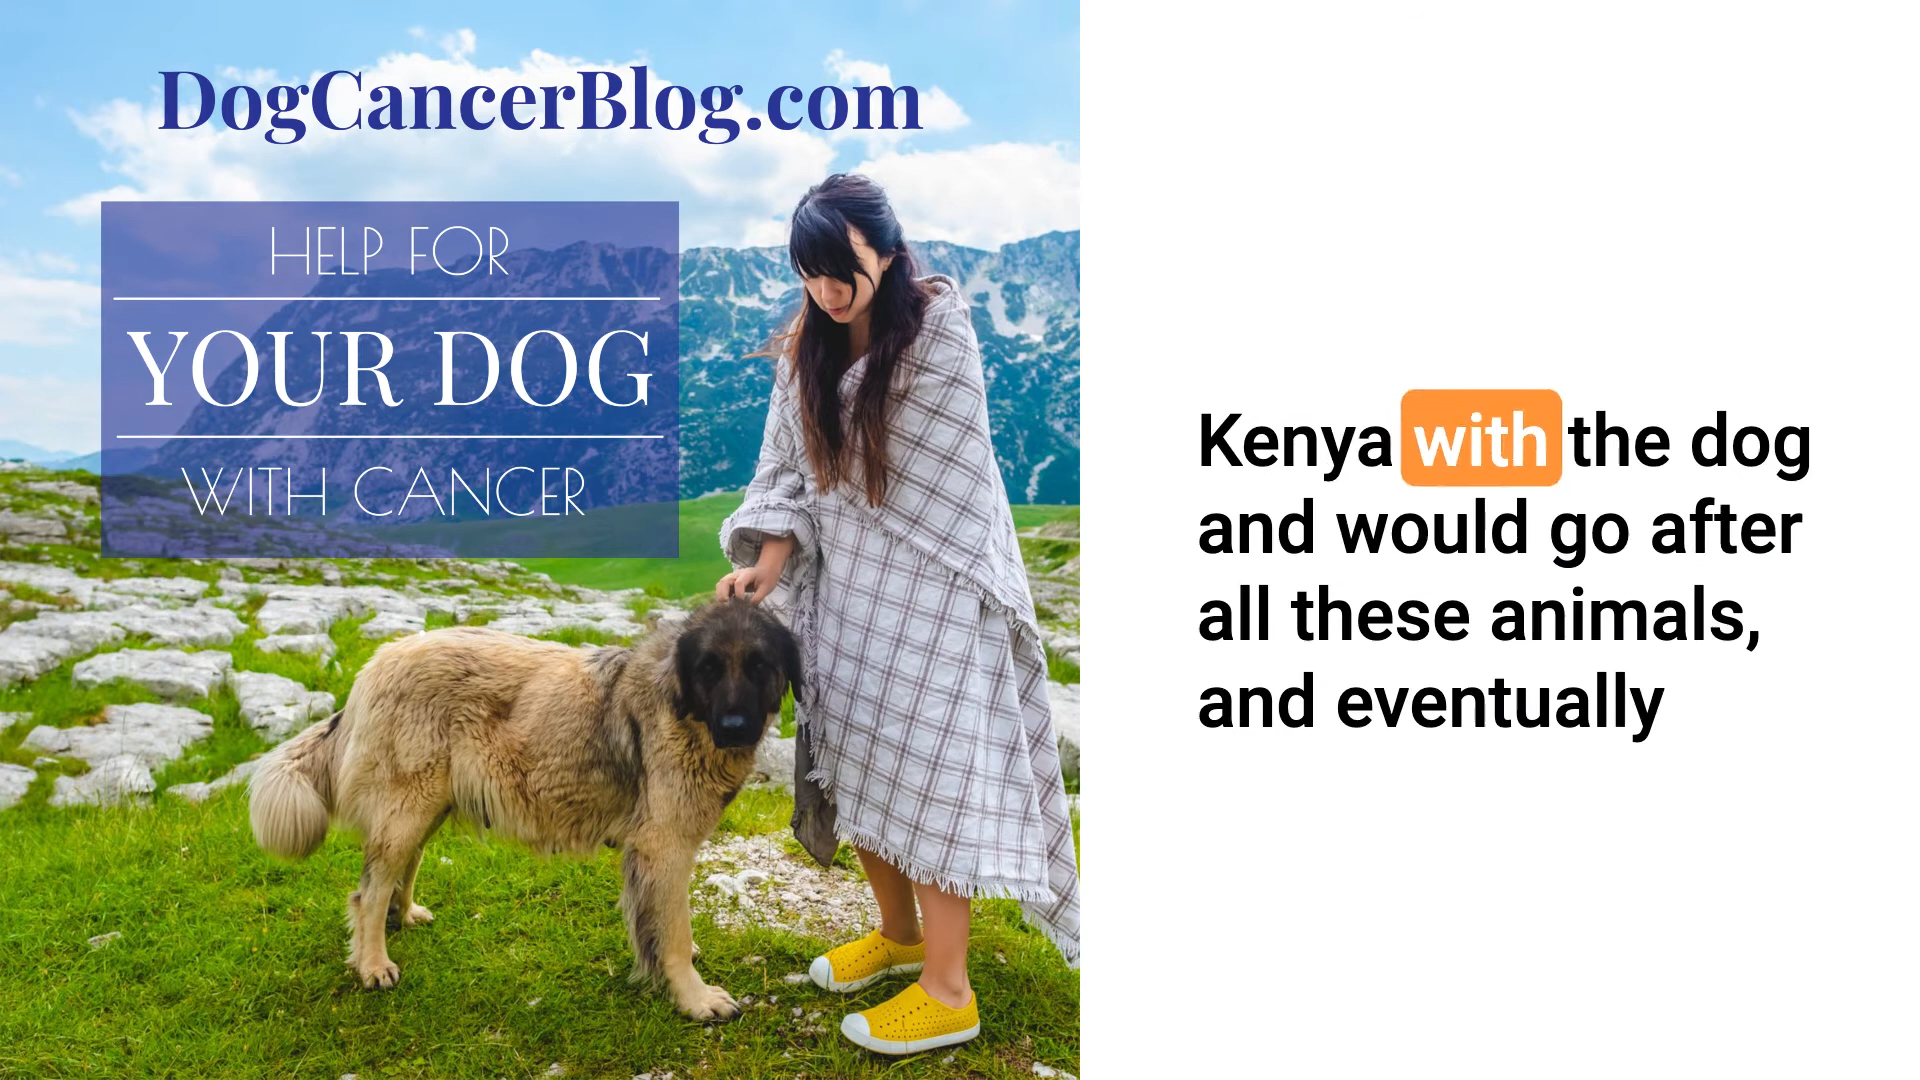 DogCancerBlog.com
HELP FOR
YOUR DOG
WITH CANCER
Kenya with the dog
and would go after
all these animals,
and eventually